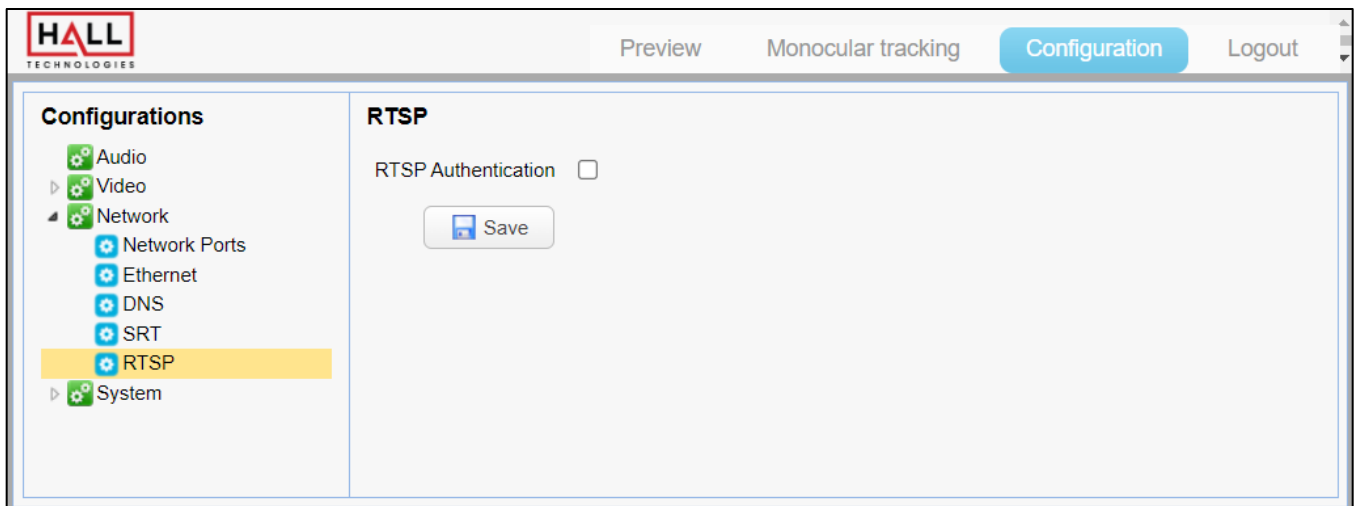 HALL
TECHNOLOGIES
Preview Monocular tracking Configuration Logout
Configurations
Audio
Video
Network
Network Ports
Ethernet
DNS
SRT
RTSP
System
RTSP
RTSP Authentication
Save